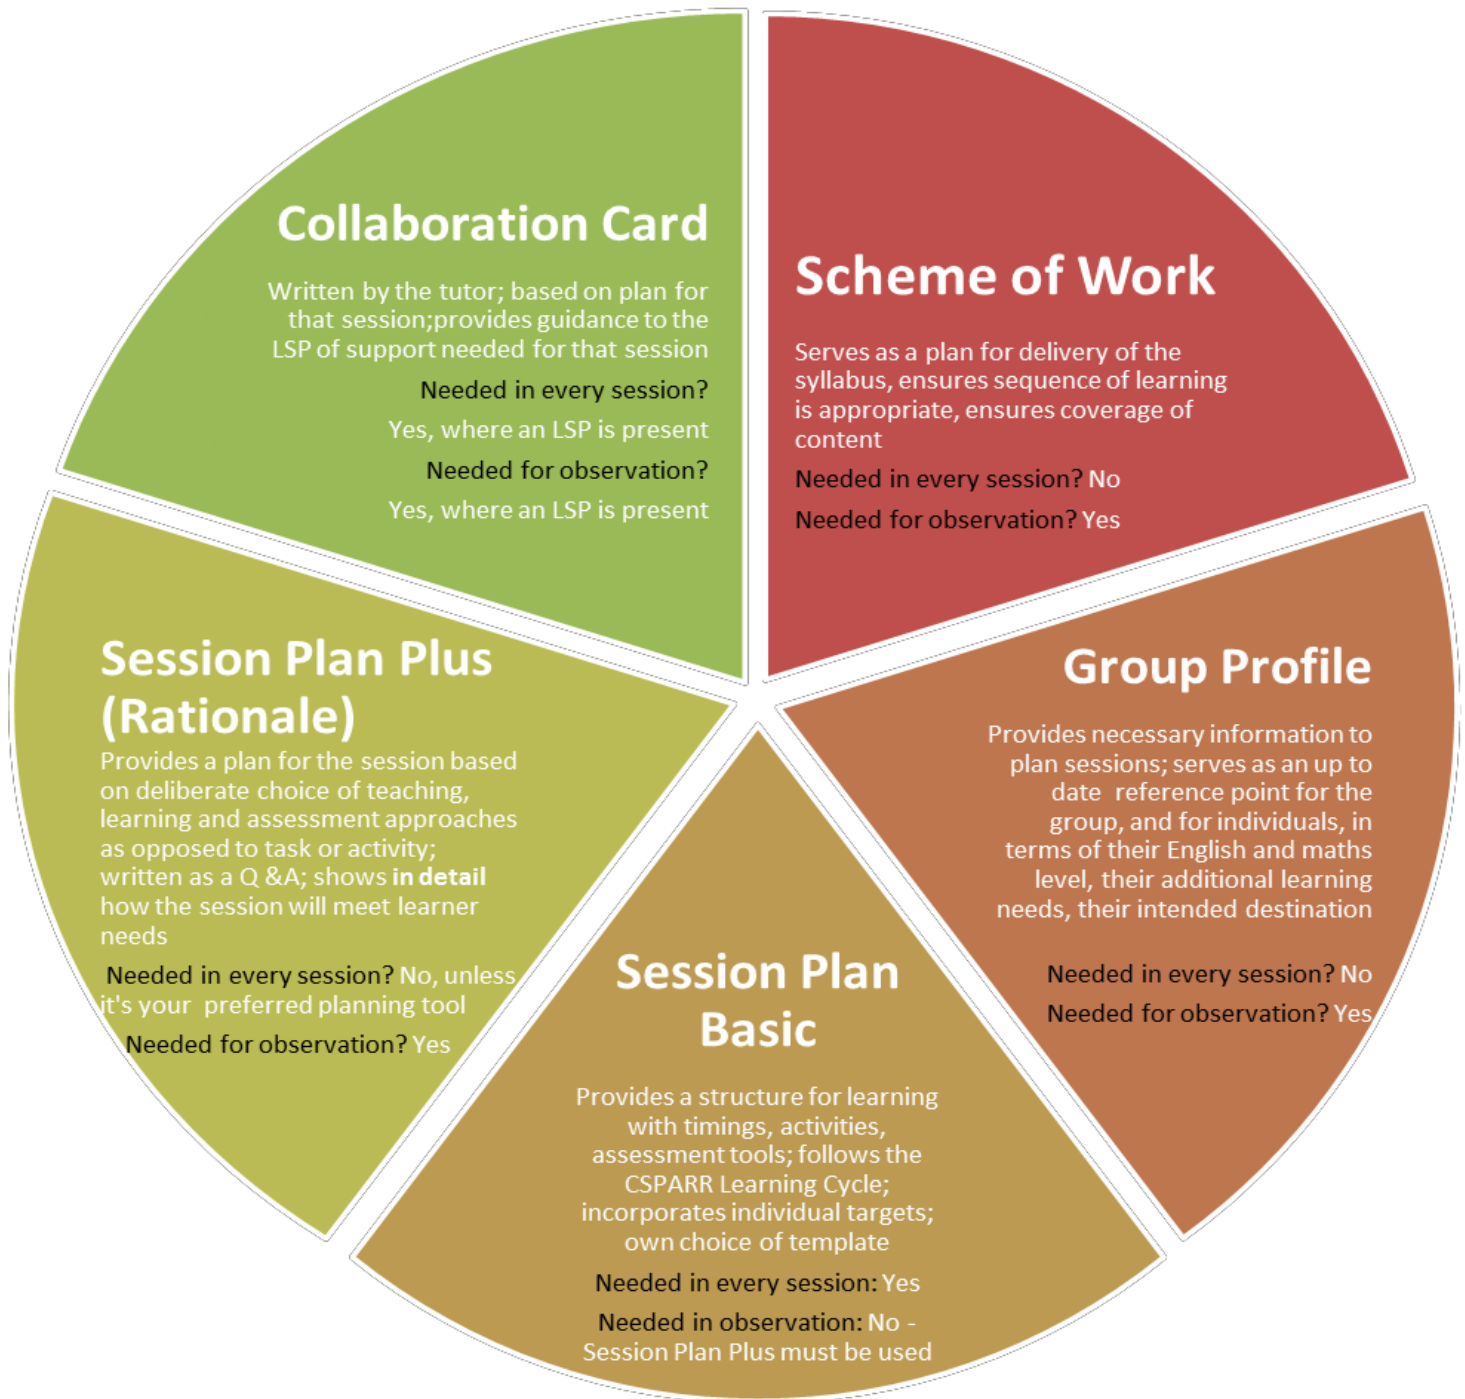 Collaboration Card
Written by the tutor; based on plan for
that session;provides guidance to the
LSP of support needed for that session
Needed in every session?
Yes, where an LSP is present
Needed for observation?
Yes, where an LSP is present
Scheme of Work
Serves as a plan for delivery of the
syllabus, ensures sequence of learning
is appropriate, ensures coverage of
content
Needed in every session? No
Needed for observation? Yes
Group Profile
Provides necessary information to
plan sessions; serves as an up to
date  reference point for the
group, and for individuals, in
terms of their English and maths
level, their additional learning
needs, their intended destination
Needed in every session? No
Needed for observation? Yes
Session Plan
Basic
Provides a structure for learning
with timings, activities,
assessment tools; follows the
CSPARR Learning Cycle;
incorporates individual targets;
own choice of template
Needed in every session: Yes
Needed in observation: No -
Session Plan Plus must be used
Session Plan Plus
(Rationale)
Provides a plan for the session based
on deliberate choice of teaching,
learning and assessment approaches
as opposed to task or activity;
written as a Q &A; shows in detail
how the session will meet learner
needs
Needed in every session? No, unless
it's your  preferred planning tool
Needed for observation? Yes